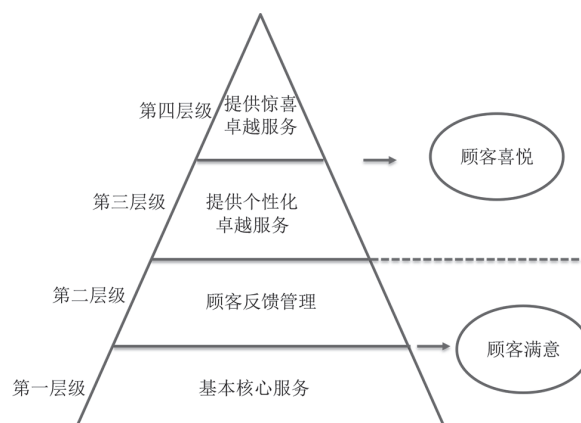 第四层级
提供惊喜
卓越服务
顾客喜悦
第三层级
提供个性化
卓越服务
第二层级
顾客反馈管理
顾客满意
第一层级
基本核心服务